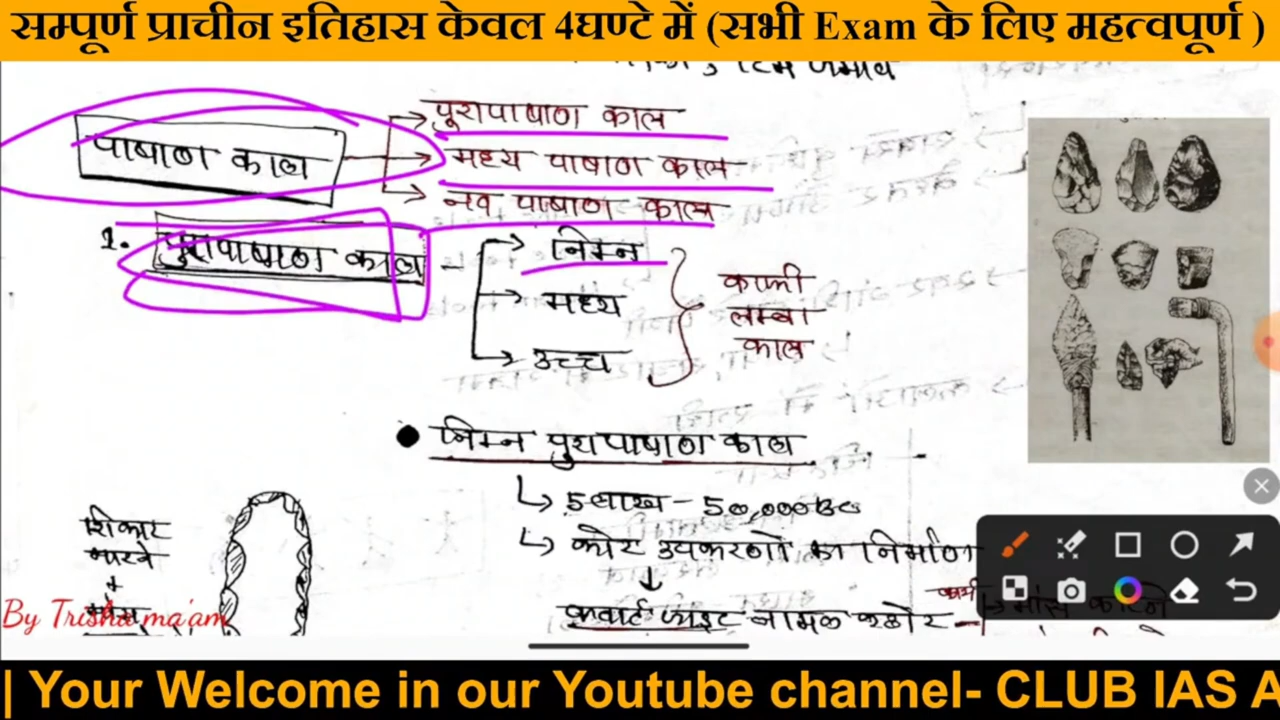 सम्पूर्ण प्राचीन इतिहास केवल 4घण्टे में (सभी Exam के लिए महत्वपूर्ण )
पाषाण काल
पुरापाषाण काल
मध्य पाषाण काल
नव पाषाण काल
1. पुरापाषाण काल
निम्न
मध्य
उच्च
काफी
लम्बा
काल
निम्न पुरापाषाण काल
5 लाख - 50,000 BC
कोर उपकरणों का निर्माण
क्वार्टजाइट नामक कठोर
शिकार
मारने
+
By Trisha ma'am
| Your Welcome in our Youtube channel- CLUB IAS A